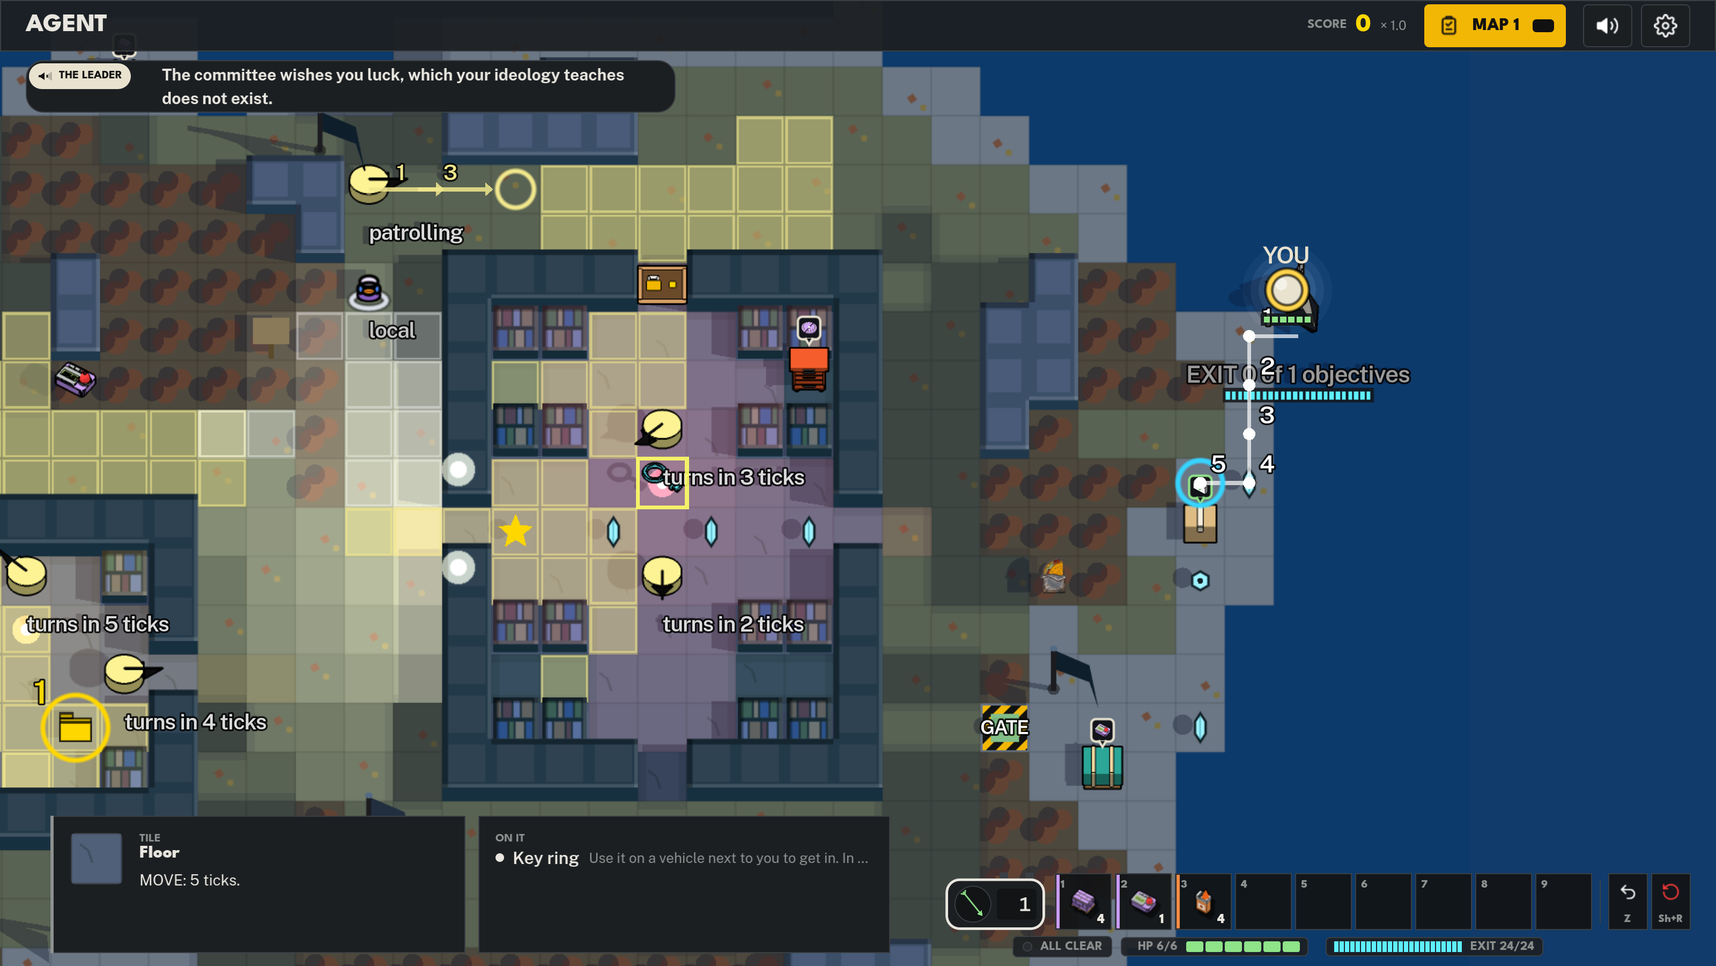 AGENT
SCORE 0 × 1.0
MAP 1
THE LEADER
The committee wishes you luck, which your ideology teaches
does not exist.
1 3
patrolling
local
YOU
1
2
EXIT 0 of 1 objectives
3
5 4
turns in 3 ticks
turns in 5 ticks
turns in 2 ticks
1
turns in 4 ticks
GATE
TILE
Floor
MOVE: 5 ticks.
ON IT
Key ring Use it on a vehicle next to you to get in. In ...
1
1 4
2 1
3 4
4
5
6
7
8
9
Z
Sh+R
ALL CLEAR
HP 6/6
EXIT 24/24